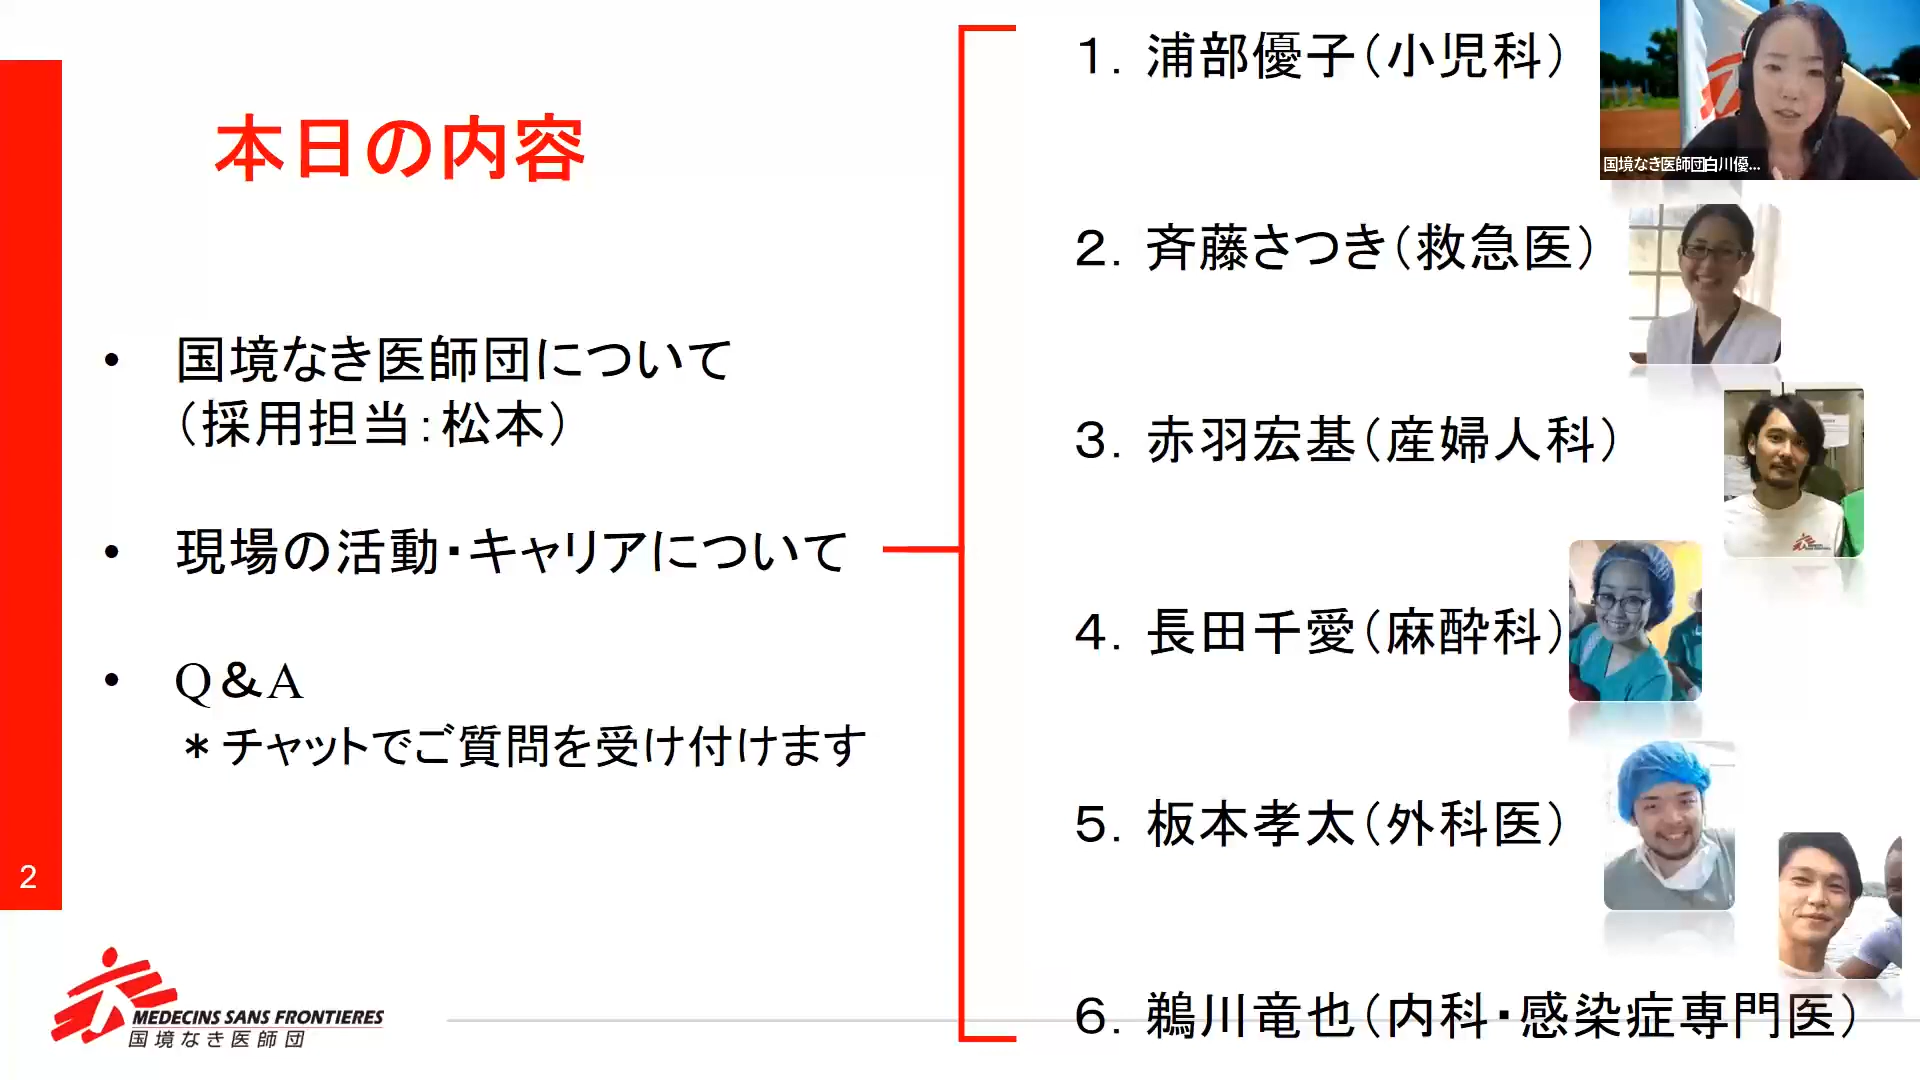 本日の内容
• 国境なき医師団について
（採用担当：松本）
• 現場の活動・キャリアについて
• Q＆A
＊チャットでご質問を受け付けます
1. 浦部優子（小児科）
2. 斉藤さつき（救急医）
3. 赤羽宏基（産婦人科）
4. 長田千愛（麻酔科）
5. 板本孝太（外科医）
6. 鵜川竜也（内科・感染症専門医）
国境なき医師団白川優...
2
MEDECINS SANS FRONTIERES
国境なき医師団